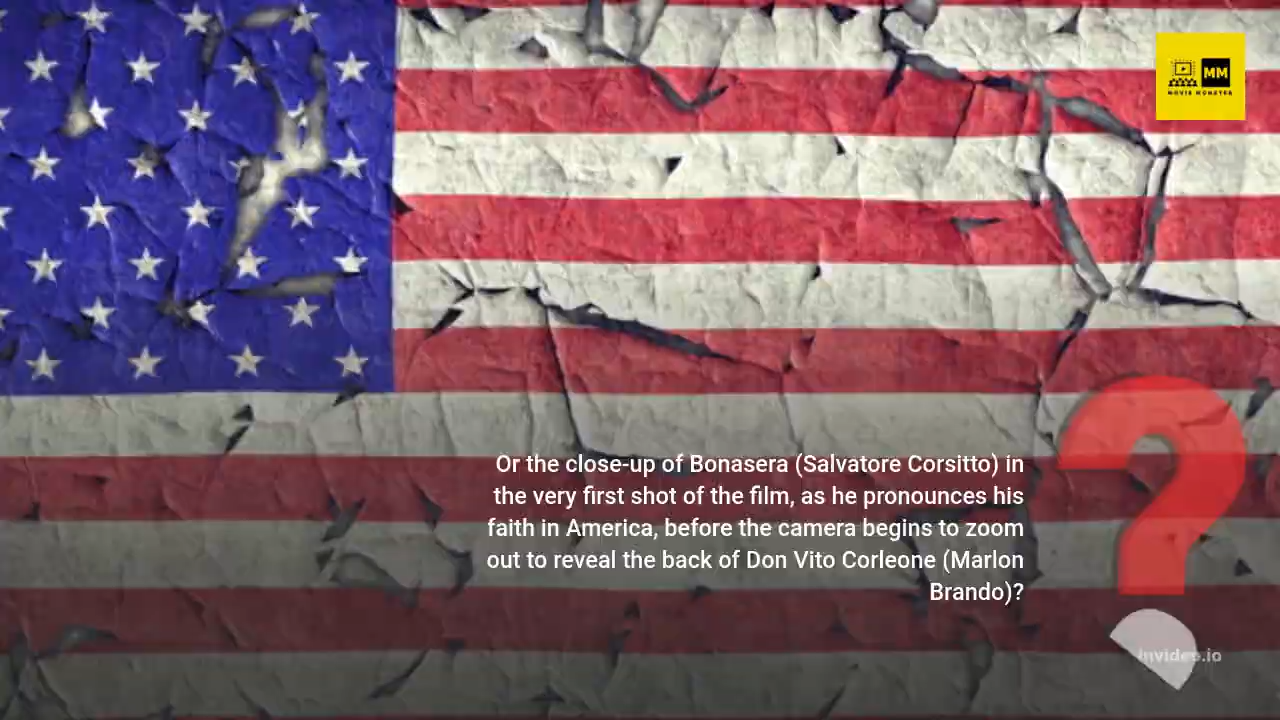 MM
MOVIE MONSTER
Or the close-up of Bonasera (Salvatore Corsitto) in
the very first shot of the film, as he pronounces his
faith in America, before the camera begins to zoom
out to reveal the back of Don Vito Corleone (Marlon
Brando)?
?
invideo.io